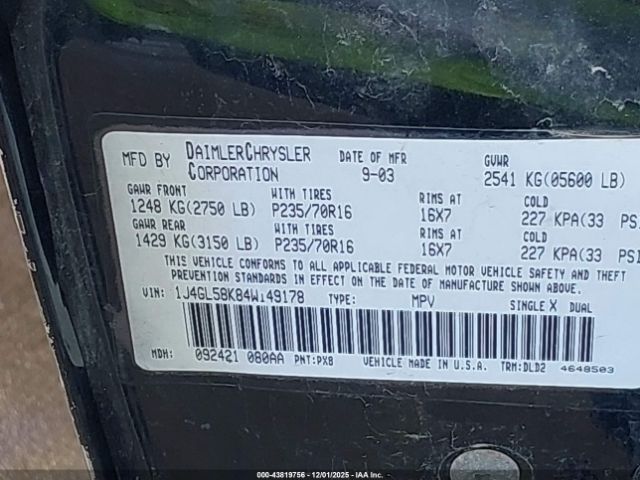 MFD BY DAIMLERCHRYSLER CORPORATION DATE OF MFR 9-03 GVWR 2541 KG(05600 LB)
GAWR FRONT WITH TIRES RIMS AT COLD
1248 KG(2750 LB) P235/70R16 16X7 227 KPA(33 PSI
GAWR REAR WITH TIRES RIMS AT COLD
1429 KG(3150 LB) P235/70R16 16X7 227 KPA(33 PSI
THIS VEHICLE CONFORMS TO ALL APPLICABLE FEDERAL MOTOR VEHICLE SAFETY AND THEFT
PREVENTION STANDARDS IN EFFECT ON THE DATE OF MANUFACTURE SHOWN ABOVE.
VIN: 1J4GL58K84W149178 TYPE: MPV SINGLE X DUAL
MDH: 092421 080AA PNT:PX8 VEHICLE MADE IN U.S.A. TRM:DLD2 4648503
000-43819756 - 12/01/2025 - IAA Inc.